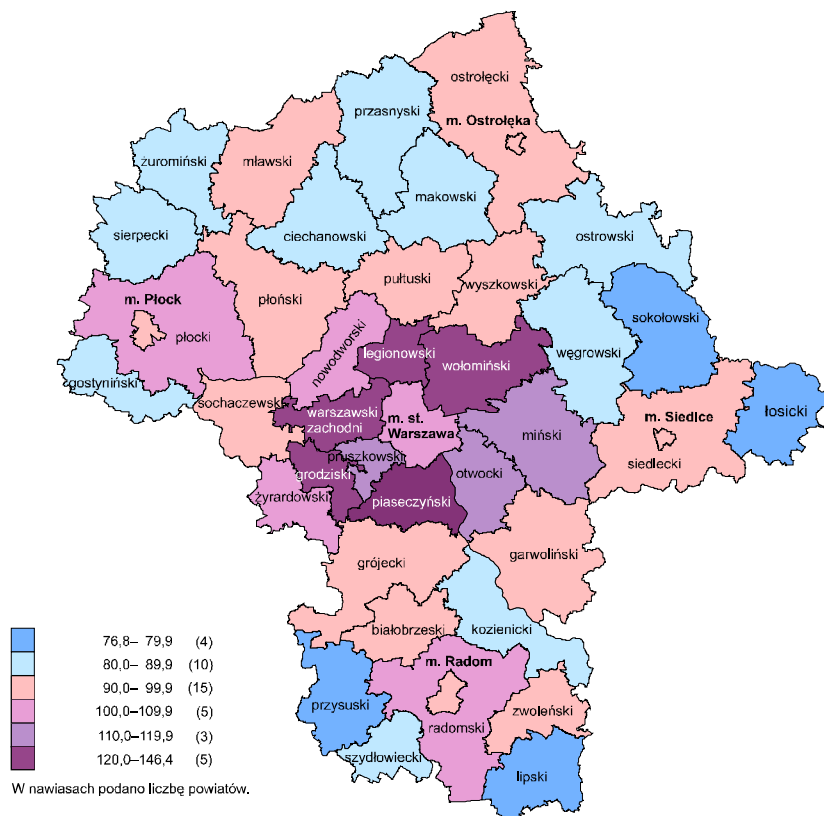 ostrołęcki
przasnyski
m. Ostrołęka
żuromiński
mławski
makowski
sierpecki
ciechanowski
ostrowski
pułtuski
wyszkowski
m. Płock
płoński
sokołowski
płocki
nowodworski
legionowski
wołomiński
węgrowski
gostyniński
sochaczewski
warszawski
zachodni
m. st.
Warszawa
m. Siedlce
łosicki
miński
pruszkowski
siedlecki
grodziski
otwocki
żyrardowski
piaseczyński
grójecki
garwoliński
białobrzeski
kozienicki
m. Radom
przysuski
radomski
zwoleński
szydłowiecki
lipski
76,8– 79,9 (4)
80,0– 89,9 (10)
90,0– 99,9 (15)
100,0–109,9 (5)
110,0–119,9 (3)
120,0–146,4 (5)
W nawiasach podano liczbę powiatów.